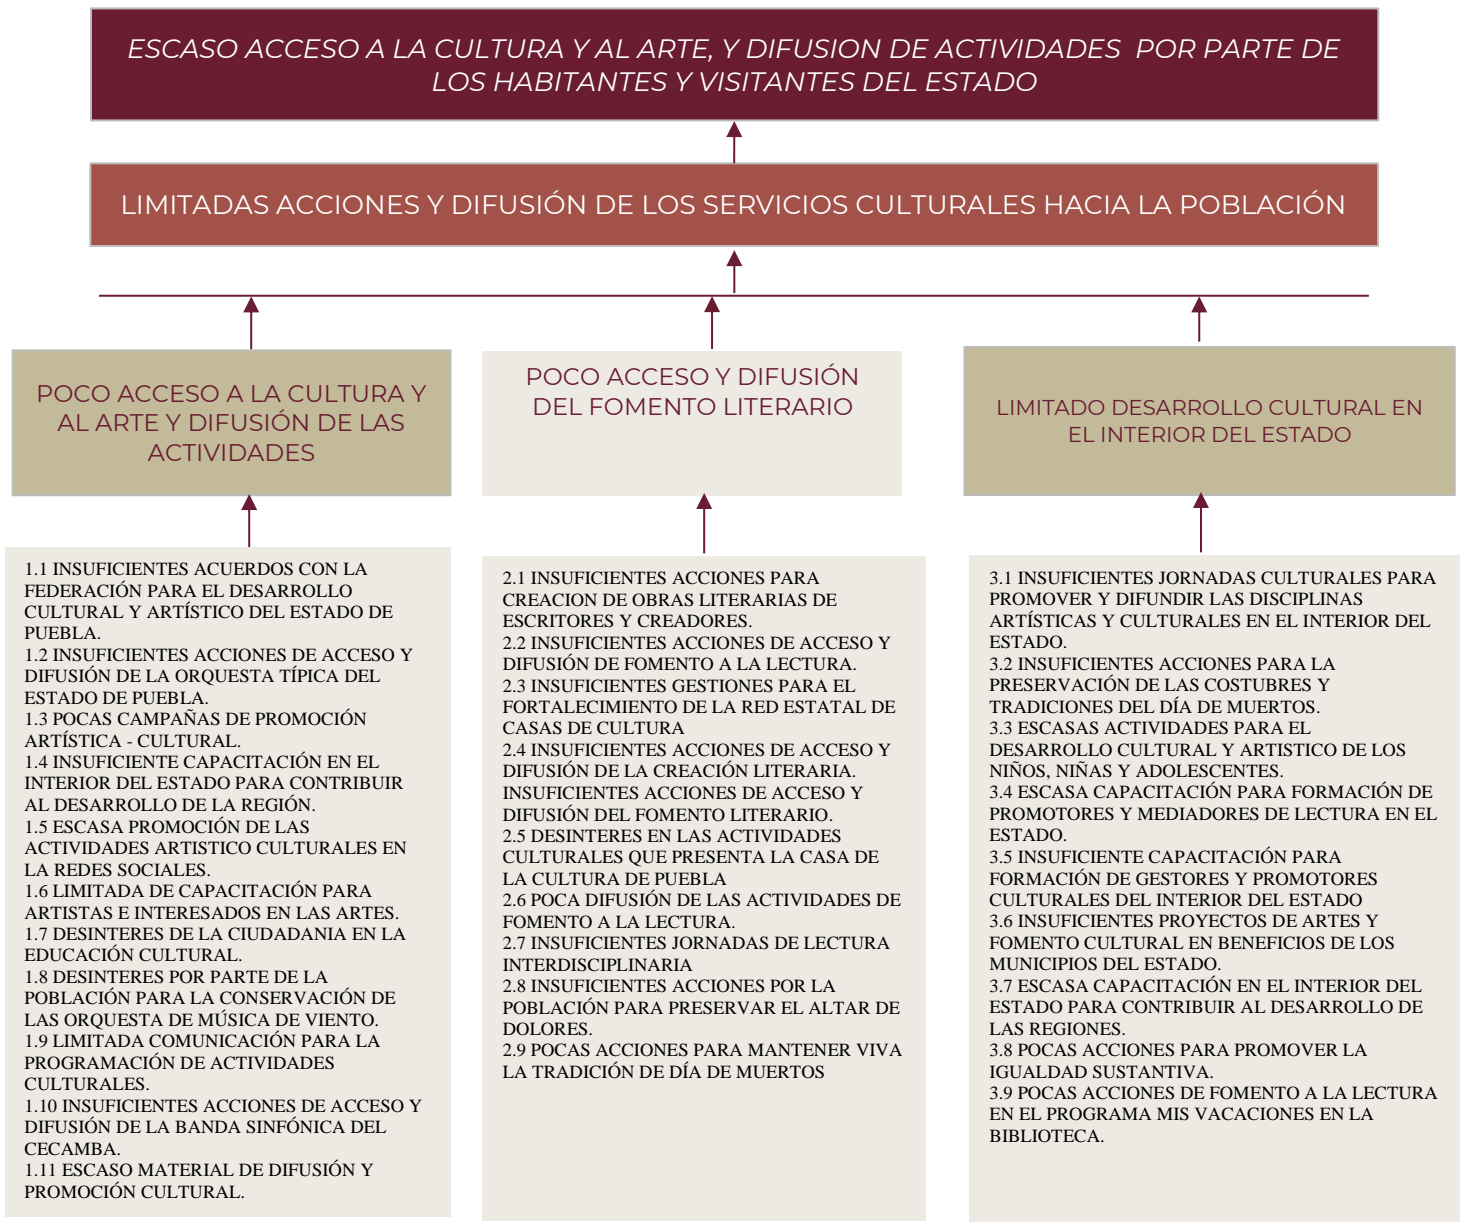 ESCASO ACCESO A LA CULTURA Y AL ARTE, Y DIFUSION DE ACTIVIDADES POR PARTE DE
LOS HABITANTES Y VISITANTES DEL ESTADO
LIMITADAS ACCIONES Y DIFUSIÓN DE LOS SERVICIOS CULTURALES HACIA LA POBLACIÓN
POCO ACCESO A LA CULTURA Y
AL ARTE Y DIFUSIÓN DE LAS
ACTIVIDADES
POCO ACCESO Y DIFUSIÓN
DEL FOMENTO LITERARIO
LIMITADO DESARROLLO CULTURAL EN
EL INTERIOR DEL ESTADO
1.1 INSUFICIENTES ACUERDOS CON LA
FEDERACIÓN PARA EL DESARROLLO
CULTURAL Y ARTÍSTICO DEL ESTADO DE
PUEBLA.
1.2 INSUFICIENTES ACCIONES DE ACCESO Y
DIFUSIÓN DE LA ORQUESTA TÍPICA DEL
ESTADO DE PUEBLA.
1.3 POCAS CAMPAÑAS DE PROMOCIÓN
ARTÍSTICA - CULTURAL.
1.4 INSUFICIENTE CAPACITACIÓN EN EL
INTERIOR DEL ESTADO PARA CONTRIBUIR
AL DESARROLLO DE LA REGIÓN.
1.5 ESCASA PROMOCIÓN DE LAS
ACTIVIDADES ARTISTICO CULTURALES EN
LA REDES SOCIALES.
1.6 LIMITADA DE CAPACITACIÓN PARA
ARTISTAS E INTERESADOS EN LAS ARTES.
1.7 DESINTERES DE LA CIUDADANIA EN LA
EDUCACIÓN CULTURAL.
1.8 DESINTERES POR PARTE DE LA
POBLACIÓN PARA LA CONSERVACIÓN DE
LAS ORQUESTA DE MÚSICA DE VIENTO.
1.9 LIMITADA COMUNICACIÓN PARA LA
PROGRAMACIÓN DE ACTIVIDADES
CULTURALES.
1.10 INSUFICIENTES ACCIONES DE ACCESO Y
DIFUSIÓN DE LA BANDA SINFÓNICA DEL
CECAMBA.
1.11 ESCASO MATERIAL DE DIFUSIÓN Y
PROMOCIÓN CULTURAL.
2.1 INSUFICIENTES ACCIONES PARA
CREACION DE OBRAS LITERARIAS DE
ESCRITORES Y CREADORES.
2.2 INSUFICIENTES ACCIONES DE ACCESO Y
DIFUSIÓN DE FOMENTO A LA LECTURA.
2.3 INSUFICIENTES GESTIONES PARA EL
FORTALECIMIENTO DE LA RED ESTATAL DE
CASAS DE CULTURA
2.4 INSUFICIENTES ACCIONES DE ACCESO Y
DIFUSIÓN DE LA CREACIÓN LITERARIA.
INSUFICIENTES ACCIONES DE ACCESO Y
DIFUSIÓN DEL FOMENTO LITERARIO.
2.5 DESINTERES EN LAS ACTIVIDADES
CULTURALES QUE PRESENTA LA CASA DE
LA CULTURA DE PUEBLA
2.6 POCA DIFUSIÓN DE LAS ACTIVIDADES DE
FOMENTO A LA LECTURA.
2.7 INSUFICIENTES JORNADAS DE LECTURA
INTERDISCIPLINARIA
2.8 INSUFICIENTES ACCIONES POR LA
POBLACIÓN PARA PRESERVAR EL ALTAR DE
DOLORES.
2.9 POCAS ACCIONES PARA MANTENER VIVA
LA TRADICIÓN DE DÍA DE MUERTOS
3.1 INSUFICIENTES JORNADAS CULTURALES PARA
PROMOVER Y DIFUNDIR LAS DISCIPLINAS
ARTÍSTICAS Y CULTURALES EN EL INTERIOR DEL
ESTADO.
3.2 INSUFICIENTES ACCIONES PARA LA
PRESERVACIÓN DE LAS COSTUBRES Y
TRADICIONES DEL DÍA DE MUERTOS.
3.3 ESCASAS ACTIVIDADES PARA EL
DESARROLLO CULTURAL Y ARTISTICO DE LOS
NIÑOS, NIÑAS Y ADOLESCENTES.
3.4 ESCASA CAPACITACIÓN PARA FORMACIÓN DE
PROMOTORES Y MEDIADORES DE LECTURA EN EL
ESTADO.
3.5 INSUFICIENTE CAPACITACIÓN PARA
FORMACIÓN DE GESTORES Y PROMOTORES
CULTURALES DEL INTERIOR DEL ESTADO
3.6 INSUFICIENTES PROYECTOS DE ARTES Y
FOMENTO CULTURAL EN BENEFICIOS DE LOS
MUNICIPIOS DEL ESTADO.
3.7 ESCASA CAPACITACIÓN EN EL INTERIOR DEL
ESTADO PARA CONTRIBUIR AL DESARROLLO DE
LAS REGIONES.
3.8 POCAS ACCIONES PARA PROMOVER LA
IGUALDAD SUSTANTIVA.
3.9 POCAS ACCIONES DE FOMENTO A LA LECTURA
EN EL PROGRAMA MIS VACACIONES EN LA
BIBLIOTECA.